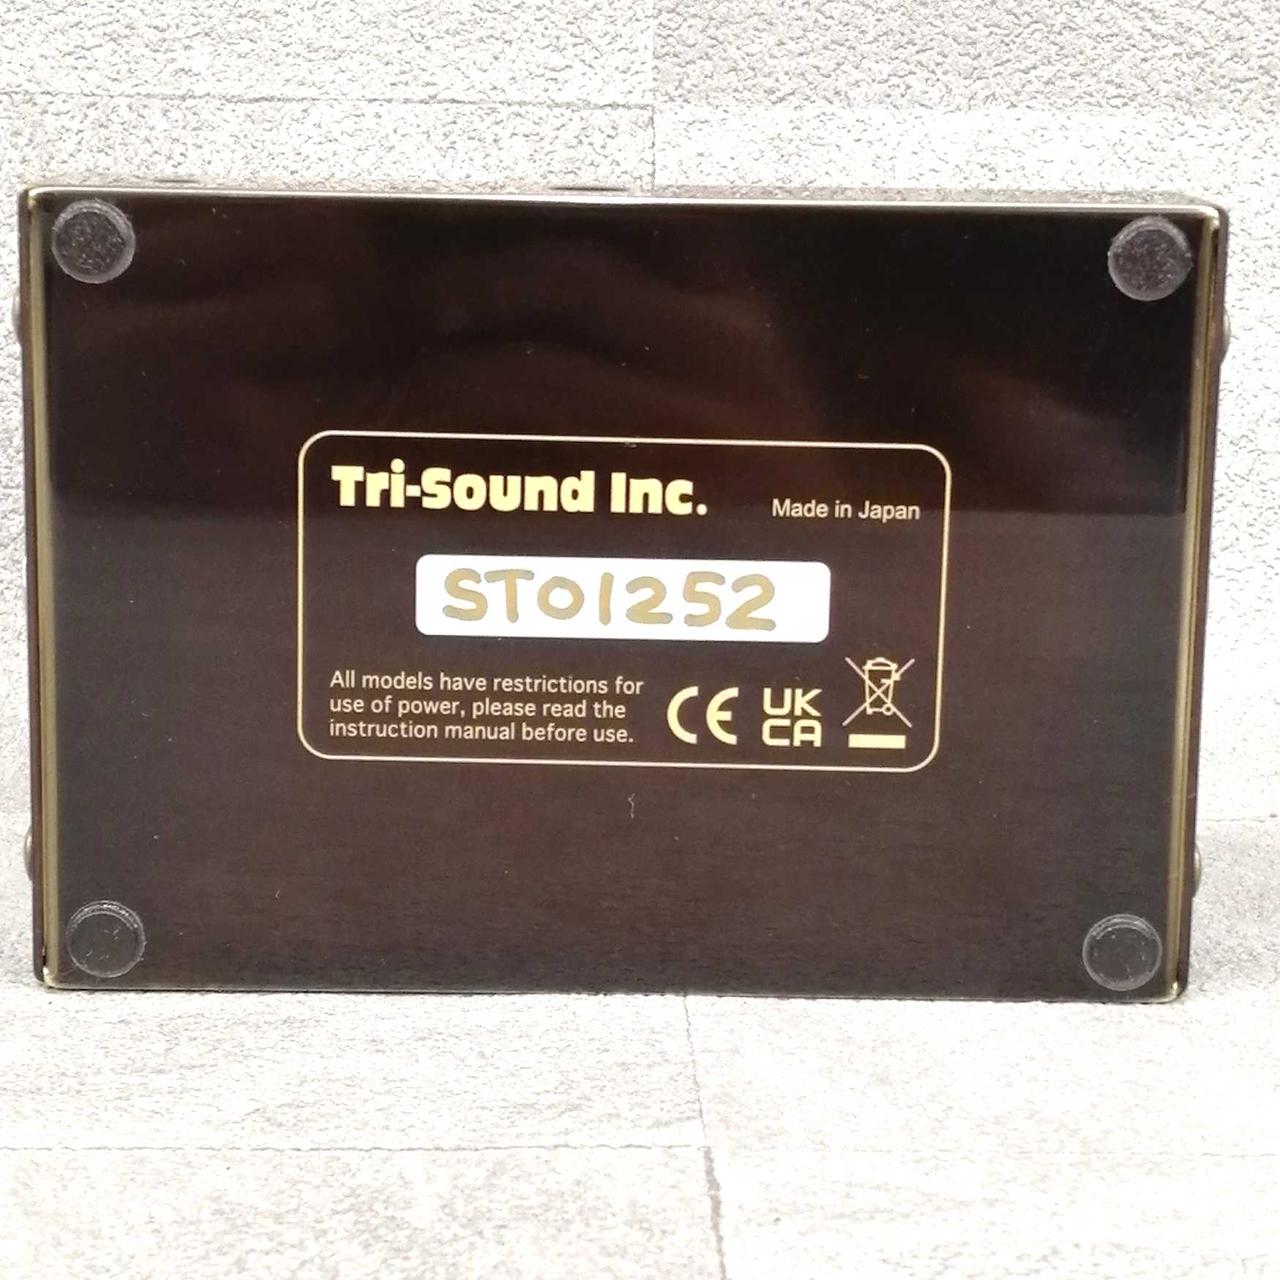 Tri-Sound Inc.
Made in Japan
ST01252
All models have restrictions for
use of power, please read the
instruction manual before use.
CE
UK
CA